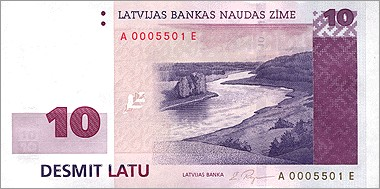 LATVIJAS BANKAS NAUDAS ZĪME
10
A 0005501 E
10
DESMIT LATU
LATVIJAS BANKA
A 0005501 E